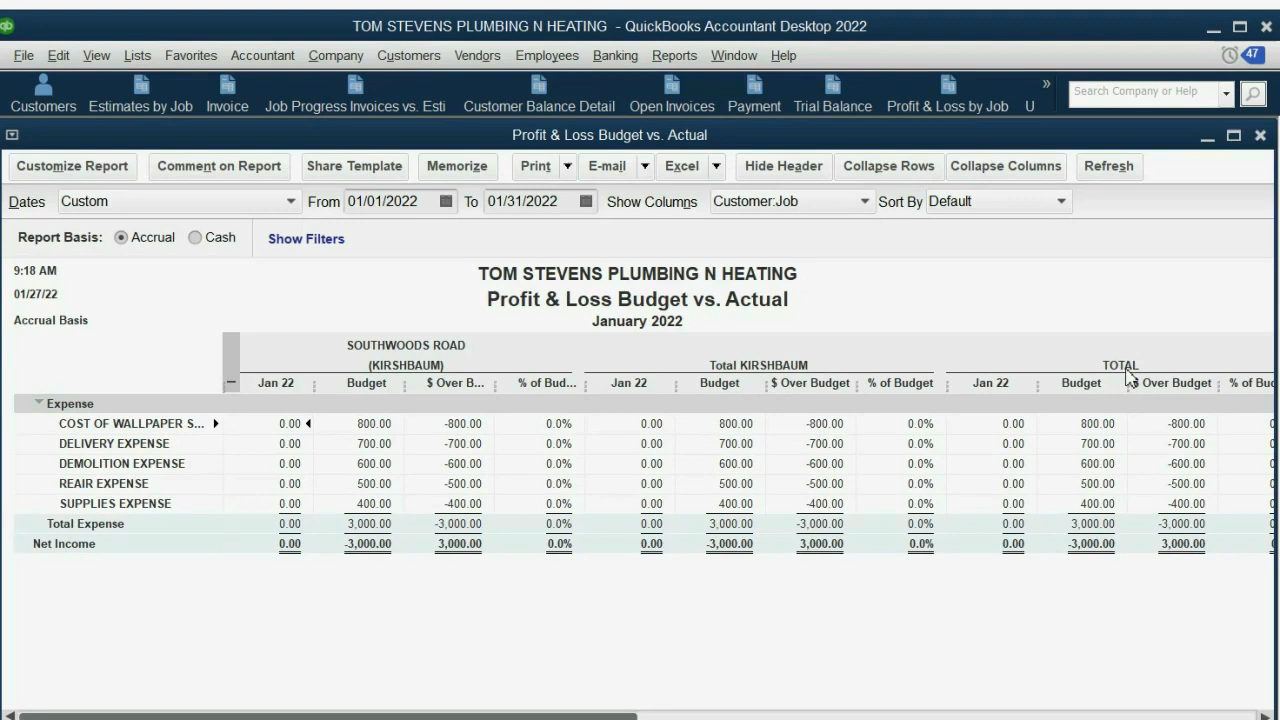 TOM STEVENS PLUMBING N HEATING - QuickBooks Accountant Desktop 2022
File Edit View Lists Favorites Accountant Company Customers Vendors Employees Banking Reports Window Help 47
Customers Estimates by Job Invoice Job Progress Invoices vs. Esti Customer Balance Detail Open Invoices Payment Trial Balance Profit & Loss by Job U » Search Company or Help
Profit & Loss Budget vs. Actual
Customize Report Comment on Report Share Template Memorize Print E-mail Excel Hide Header Collapse Rows Collapse Columns Refresh
Dates Custom From 01/01/2022 To 01/31/2022 Show Columns Customer:Job Sort By Default
Report Basis: Accrual Cash Show Filters
9:18 AM TOM STEVENS PLUMBING N HEATING
01/27/22 Profit & Loss Budget vs. Actual
Accrual Basis January 2022
SOUTHWOODS ROAD
(KIRSHBAUM) Total KIRSHBAUM TOTAL
Jan 22 Budget $ Over B... % of Bud... Jan 22 Budget $ Over Budget % of Budget Jan 22 Budget $ Over Budget % of Bud
Expense
COST OF WALLPAPER S... 0.00 800.00 -800.00 0.0% 0.00 800.00 -800.00 0.0% 0.00 800.00 -800.00
DELIVERY EXPENSE 0.00 700.00 -700.00 0.0% 0.00 700.00 -700.00 0.0% 0.00 700.00 -700.00
DEMOLITION EXPENSE 0.00 600.00 -600.00 0.0% 0.00 600.00 -600.00 0.0% 0.00 600.00 -600.00
REAIR EXPENSE 0.00 500.00 -500.00 0.0% 0.00 500.00 -500.00 0.0% 0.00 500.00 -500.00
SUPPLIES EXPENSE 0.00 400.00 -400.00 0.0% 0.00 400.00 -400.00 0.0% 0.00 400.00 -400.00
Total Expense 0.00 3,000.00 -3,000.00 0.0% 0.00 3,000.00 -3,000.00 0.0% 0.00 3,000.00 -3,000.00
Net Income 0.00 -3,000.00 3,000.00 0.0% 0.00 -3,000.00 3,000.00 0.0% 0.00 -3,000.00 3,000.00